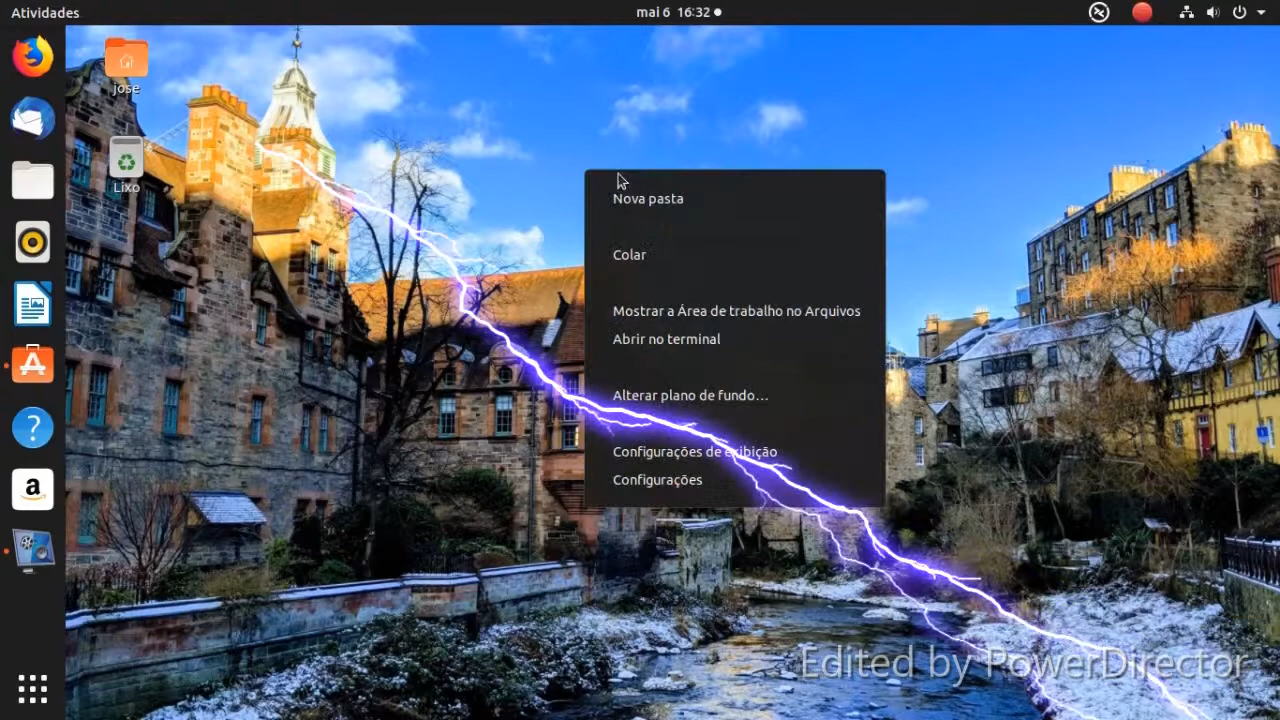 Atividades
mai 6 16:32
jose
Lixo
Nova pasta
Colar
Mostrar a Área de trabalho no Arquivos
Abrir no terminal
Alterar plano de fundo…
Configurações de exibição
Configurações
a
?
Edited by PowerDirector